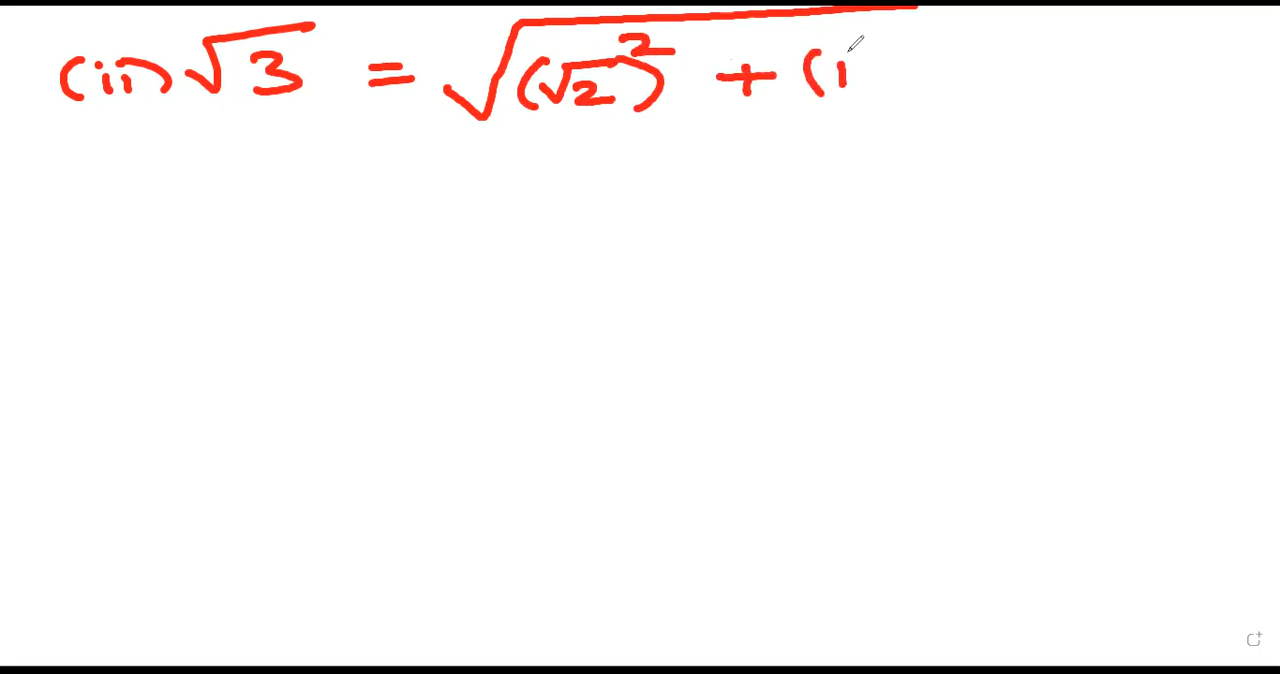 (ii) √3 = √(√2)² + (1